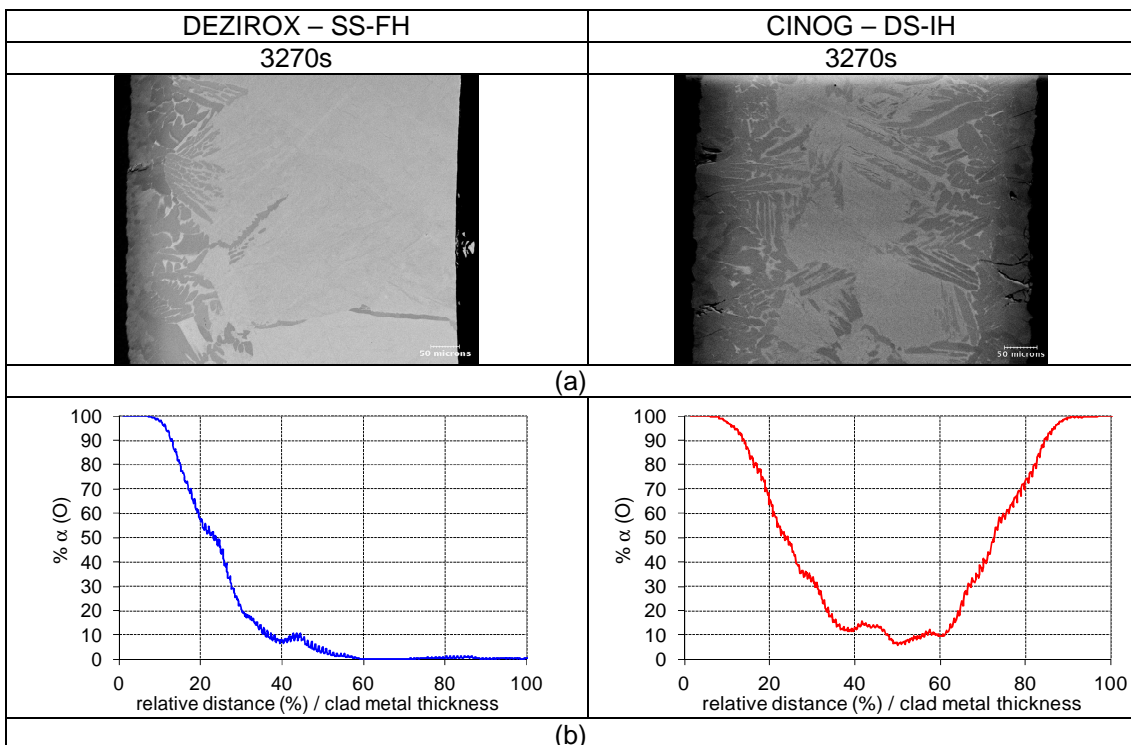 DEZIROX – SS-FH
CINOG – DS-IH
3270s
3270s
50 microns
50 microns
(a)
% α (O)
100
90
80
70
60
50
40
30
20
10
0
0 20 40 60 80 100
relative distance (%) / clad metal thickness
% α (O)
100
90
80
70
60
50
40
30
20
10
0
0 20 40 60 80 100
relative distance (%) / clad metal thickness
(b)